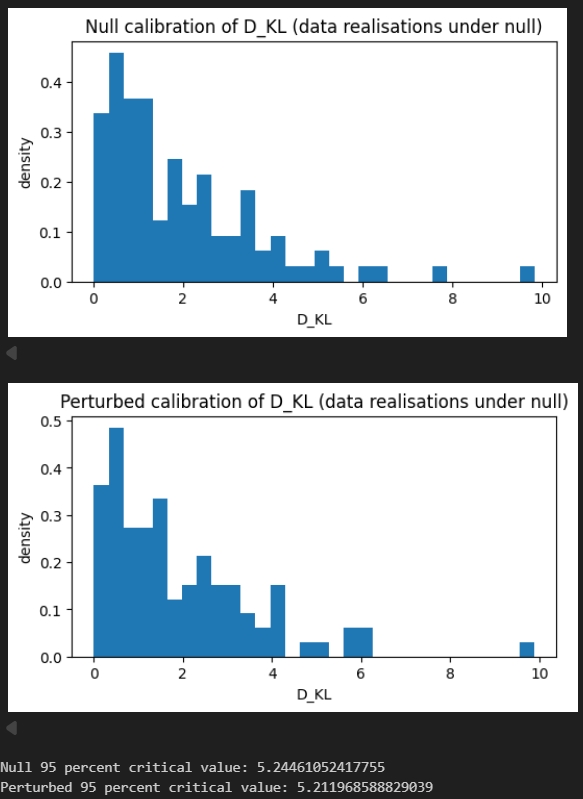 Null calibration of D_KL (data realisations under null)
0.4
0.3
0.2
0.1
0.0
density
0 2 4 6 8 10
D_KL
Perturbed calibration of D_KL (data realisations under null)
0.5
0.4
0.3
0.2
0.1
0.0
density
0 2 4 6 8 10
D_KL
Null 95 percent critical value: 5.24461052417755
Perturbed 95 percent critical value: 5.211968588829039